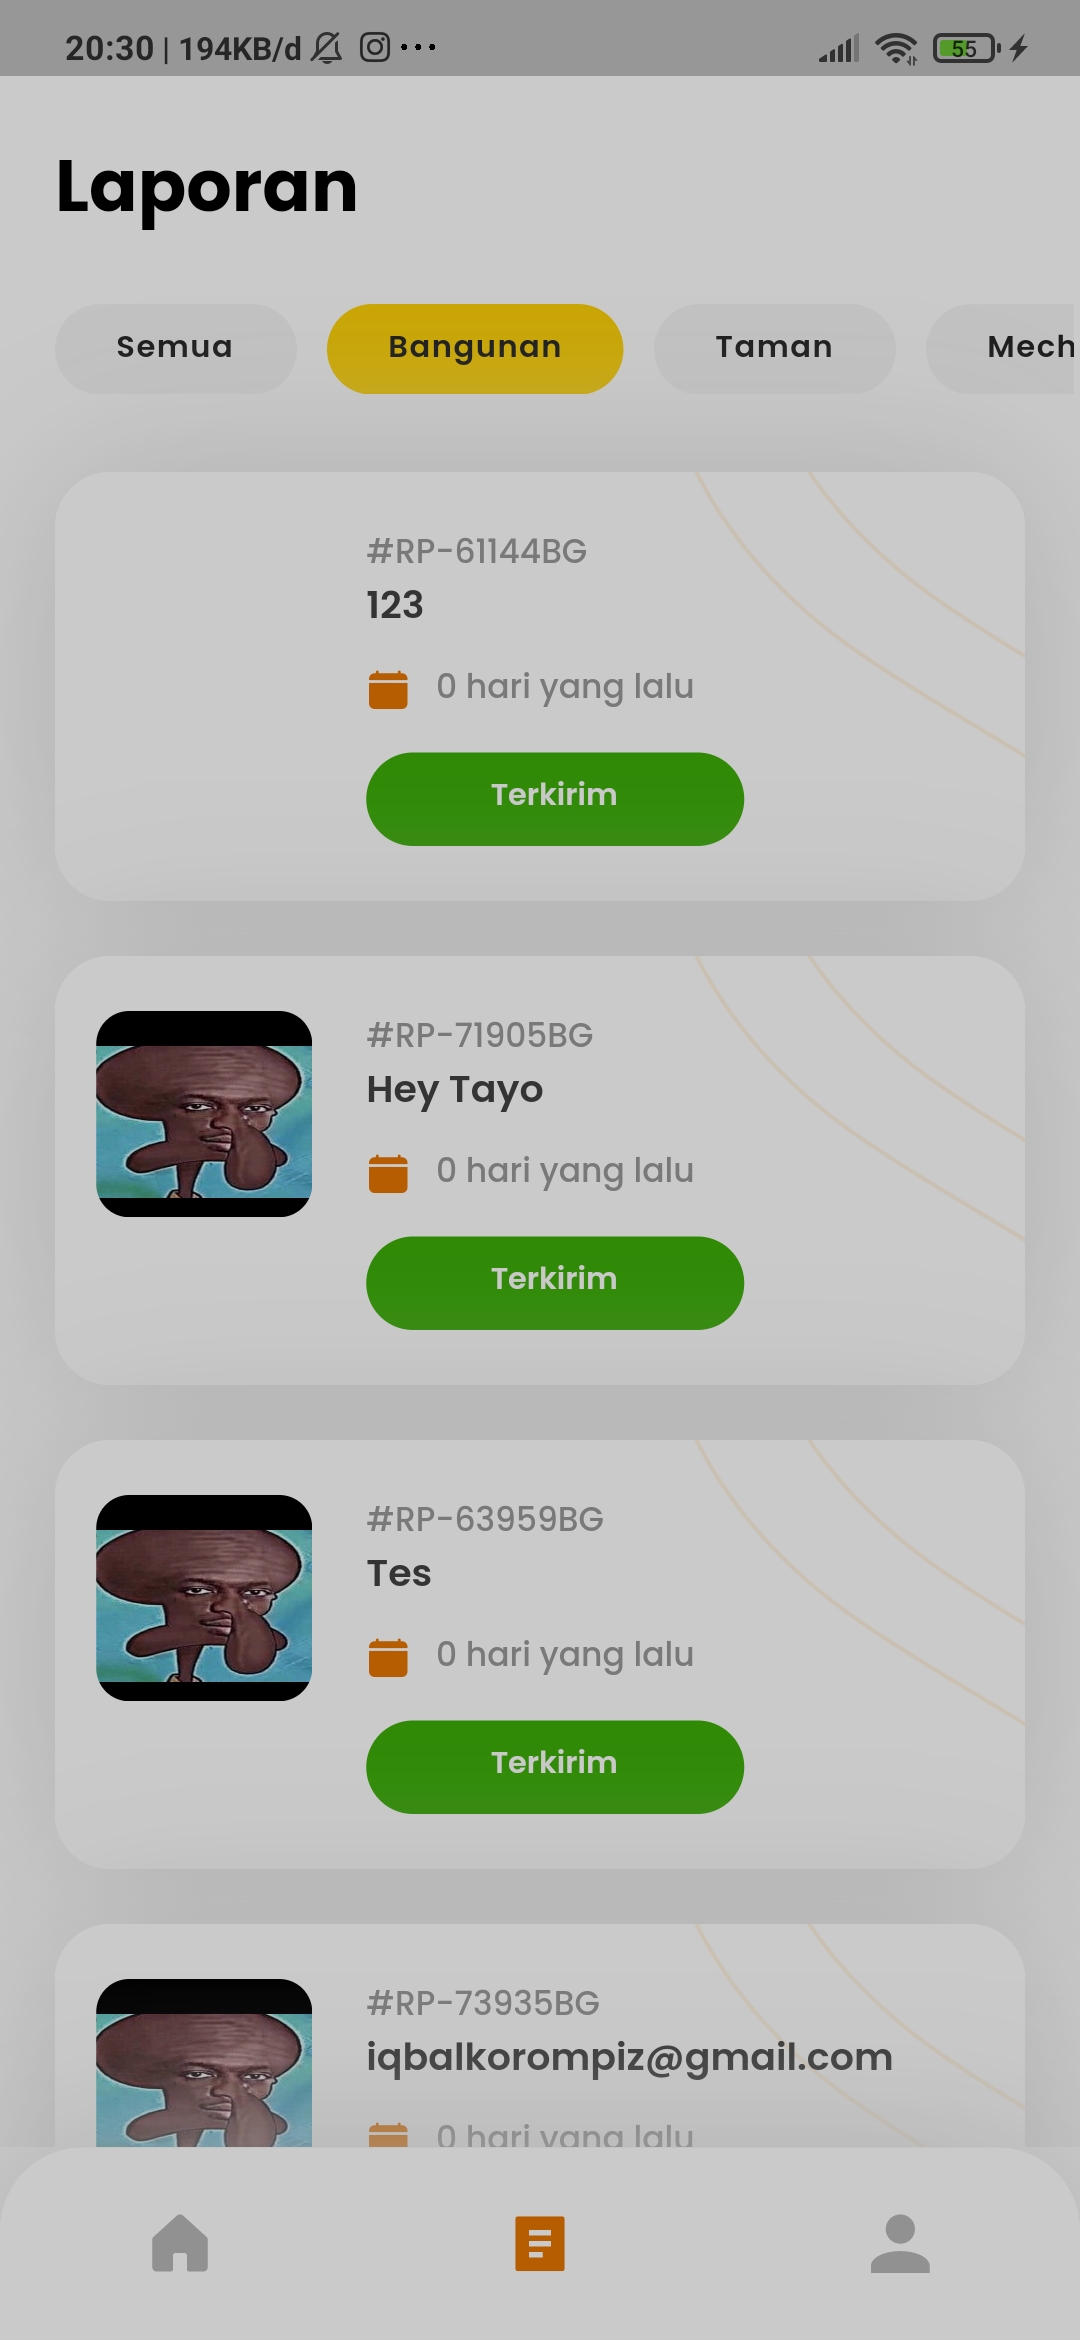 20:30 | 194KB/d
55
Laporan
Semua
Bangunan
Taman
Mech
#RP-61144BG
123
0 hari yang lalu
Terkirim
#RP-71905BG
Hey Tayo
0 hari yang lalu
Terkirim
#RP-63959BG
Tes
0 hari yang lalu
Terkirim
#RP-73935BG
iqbalkorompiz@gmail.com
0 hari yang lalu